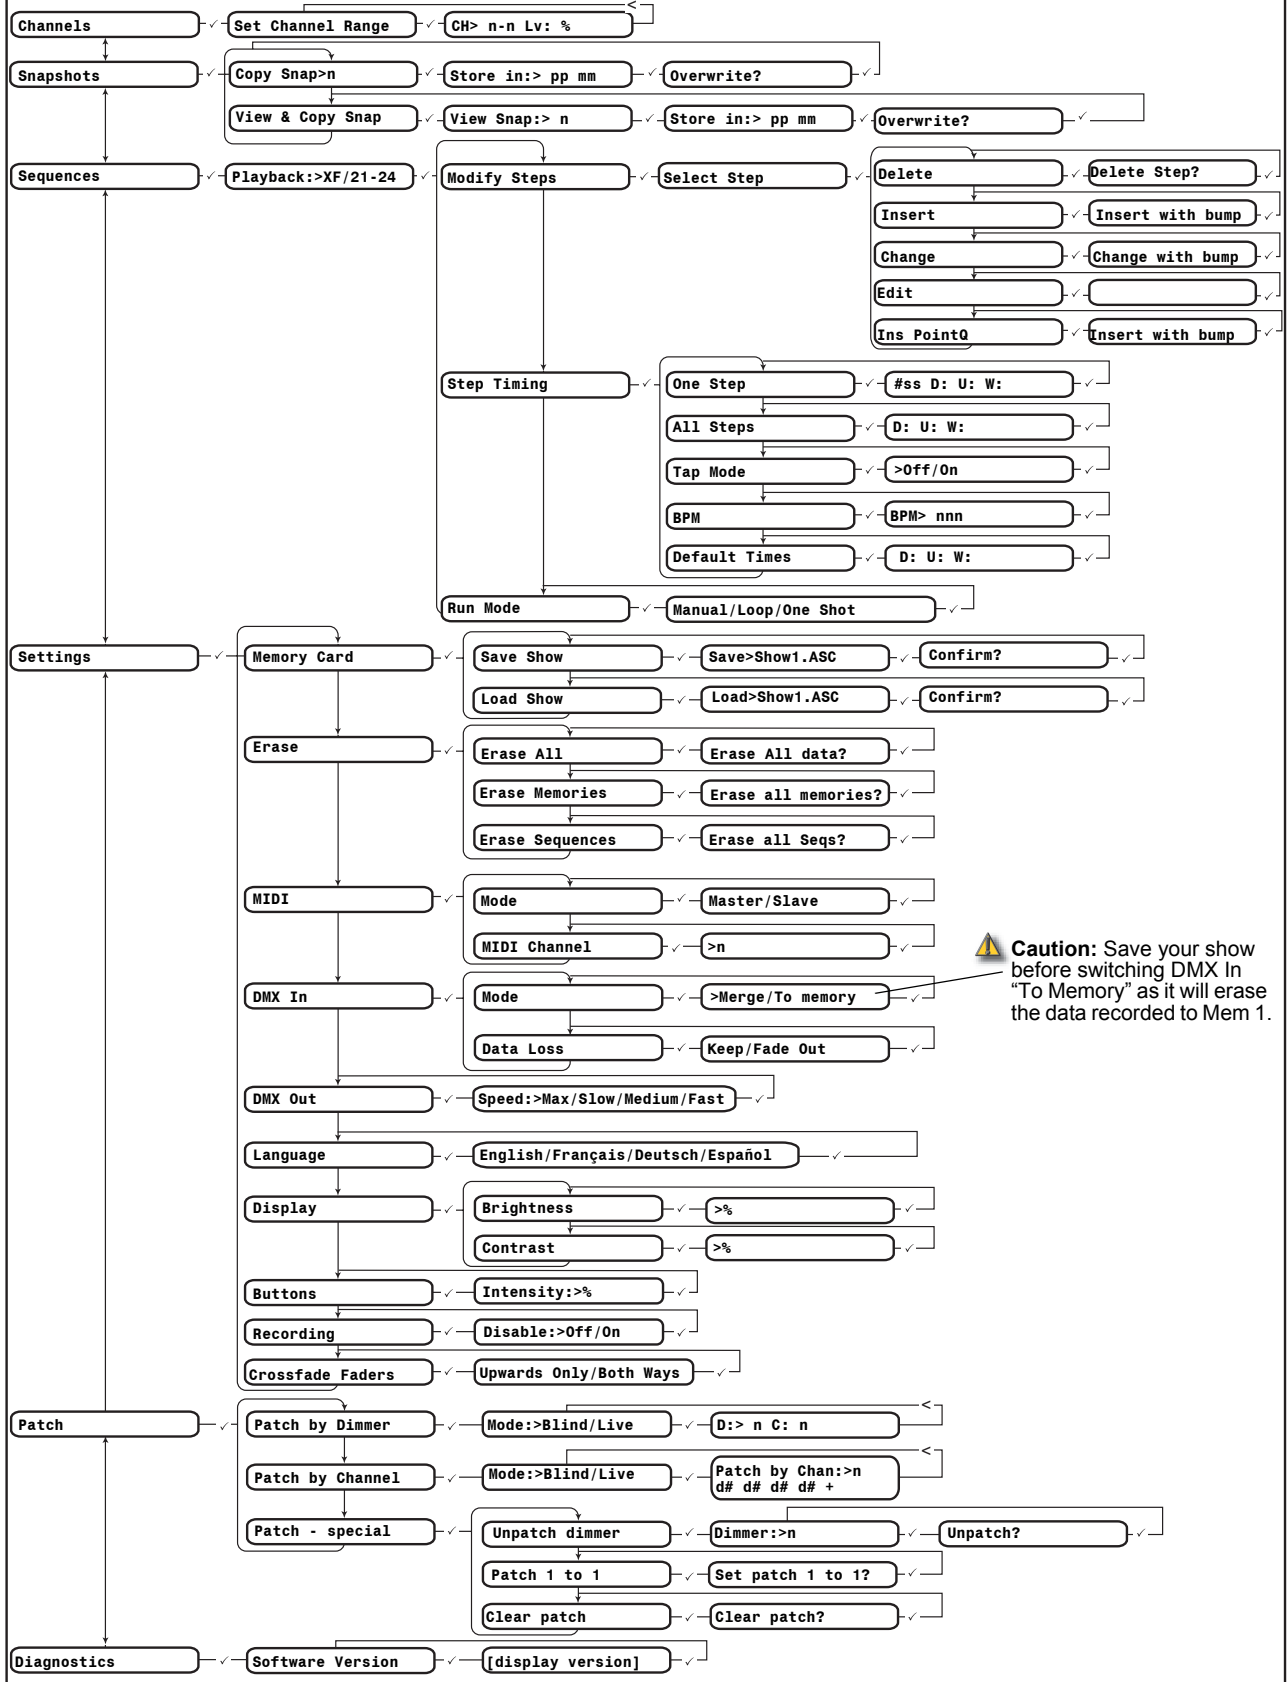 <
Channels
Set Channel Range
CH> n-n Lv: %
Snapshots
Copy Snap>n
Store in:> pp mm
Overwrite?
View & Copy Snap
View Snap:> n
Store in:> pp mm
Overwrite?
Sequences
Playback:>XF/21-24
Modify Steps
Select Step
Delete
Delete Step?
Insert
Insert with bump
Change
Change with bump
Edit
Ins PointQ
Insert with bump
Step Timing
One Step
#ss D: U: W:
All Steps
D: U: W:
Tap Mode
>Off/On
BPM
BPM> nnn
Default Times
D: U: W:
Run Mode
Manual/Loop/One Shot
Settings
Memory Card
Save Show
Save>Show1.ASC
Confirm?
Load Show
Load>Show1.ASC
Confirm?
Erase
Erase All
Erase All data?
Erase Memories
Erase all memories?
Erase Sequences
Erase all Seqs?
MIDI
Mode
Master/Slave
MIDI Channel
>n
Caution: Save your show
before switching DMX In
“To Memory” as it will erase
the data recorded to Mem 1.
DMX In
Mode
>Merge/To memory
Data Loss
Keep/Fade Out
DMX Out
Speed:>Max/Slow/Medium/Fast
Language
English/Français/Deutsch/Español
Display
Brightness
>%
Contrast
>%
Buttons
Intensity:>%
Recording
Disable:>Off/On
Crossfade Faders
Upwards Only/Both Ways
<
Patch
Patch by Dimmer
Mode:>Blind/Live
D:> n C: n
<
Patch by Channel
Mode:>Blind/Live
Patch by Chan:>n
d# d# d# d# +
Patch - special
Unpatch dimmer
Dimmer:>n
Unpatch?
Patch 1 to 1
Set patch 1 to 1?
Clear patch
Clear patch?
Diagnostics
Software Version
[display version]